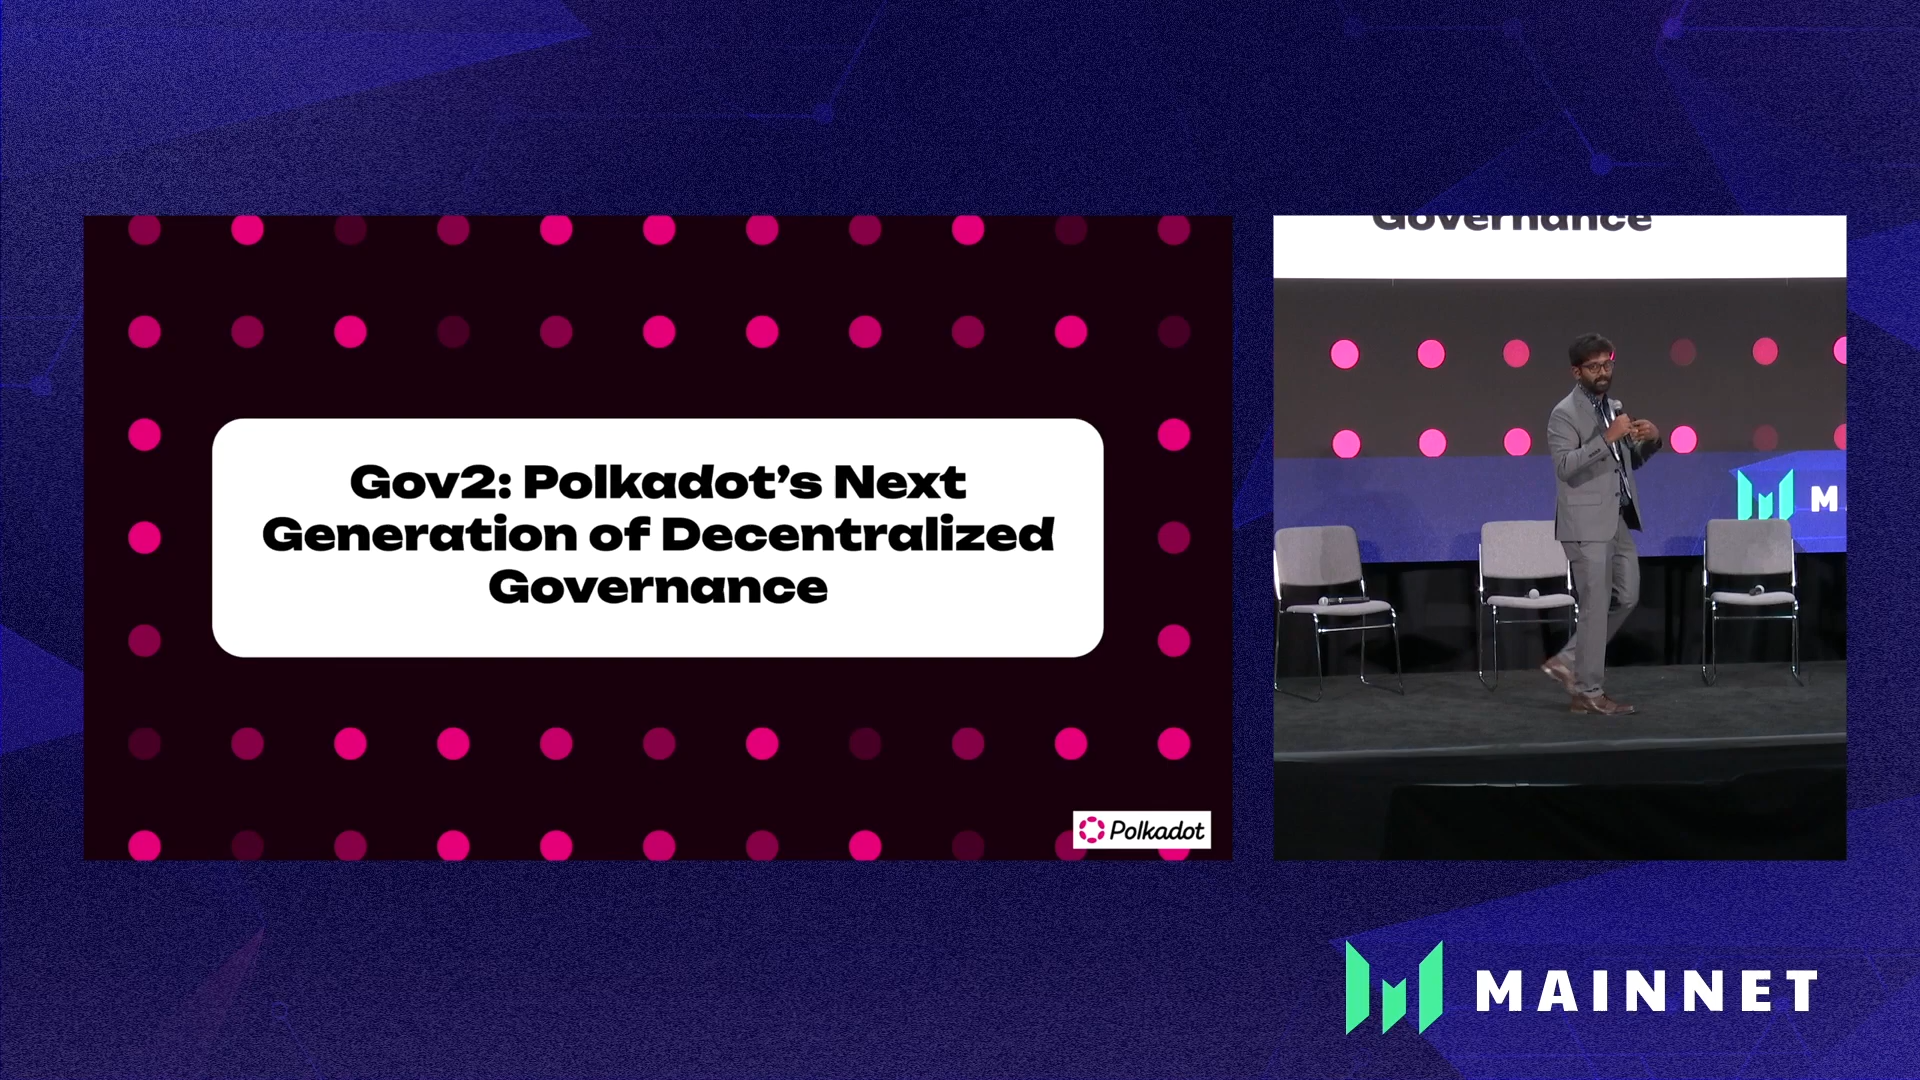 Gov2: Polkadot’s Next
Generation of Decentralized
Governance
Polkadot
Governance
M
MAINNET